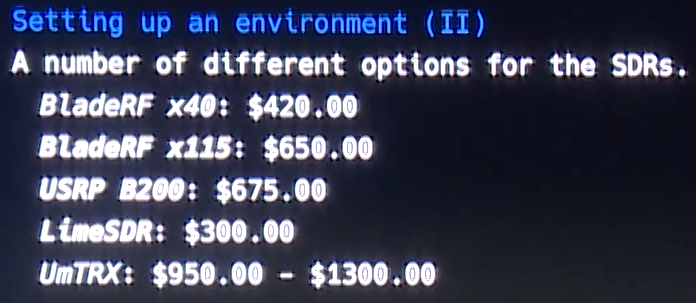 Setting up an environment (II)
A number of different options for the SDRs.
BladeRF x40: $420.00
BladeRF x115: $650.00
USRP B200: $675.00
LimeSDR: $300.00
UmTRX: $950.00 - $1300.00